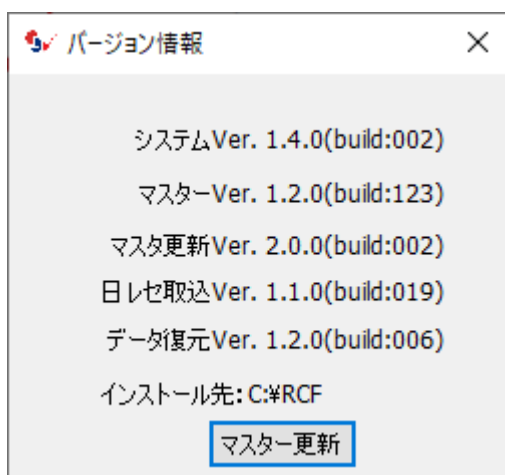 バージョン情報
システムVer. 1.4.0(build:002)
マスターVer. 1.2.0(build:123)
マスタ更新Ver. 2.0.0(build:002)
日レセ取込Ver. 1.1.0(build:019)
データ復元Ver. 1.2.0(build:006)
インストール先: C:¥RCF
マスター更新